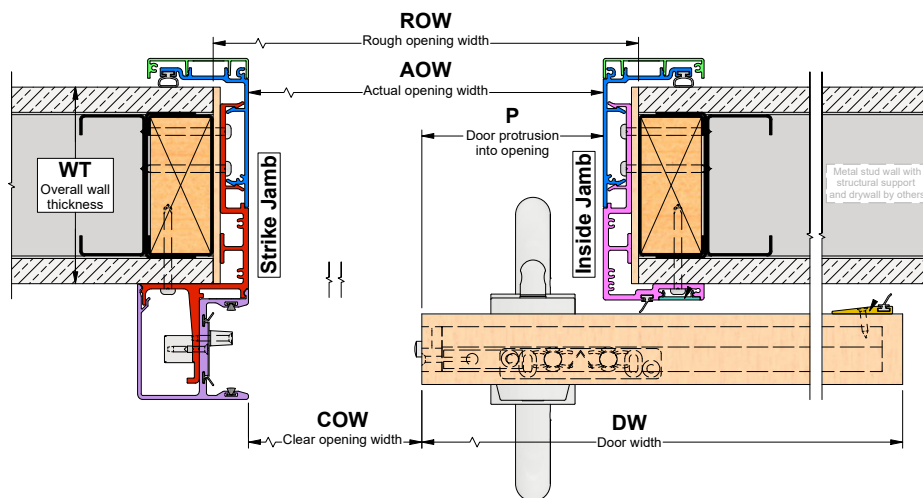 ROW
Rough opening width
AOW
Actual opening width
P
Door protrusion
into opening
WT
Overall wall
thickness
Strike Jamb
Inside Jamb
Metal stud wall with
structural support
and drywall by others
COW
Clear opening width
DW
Door width